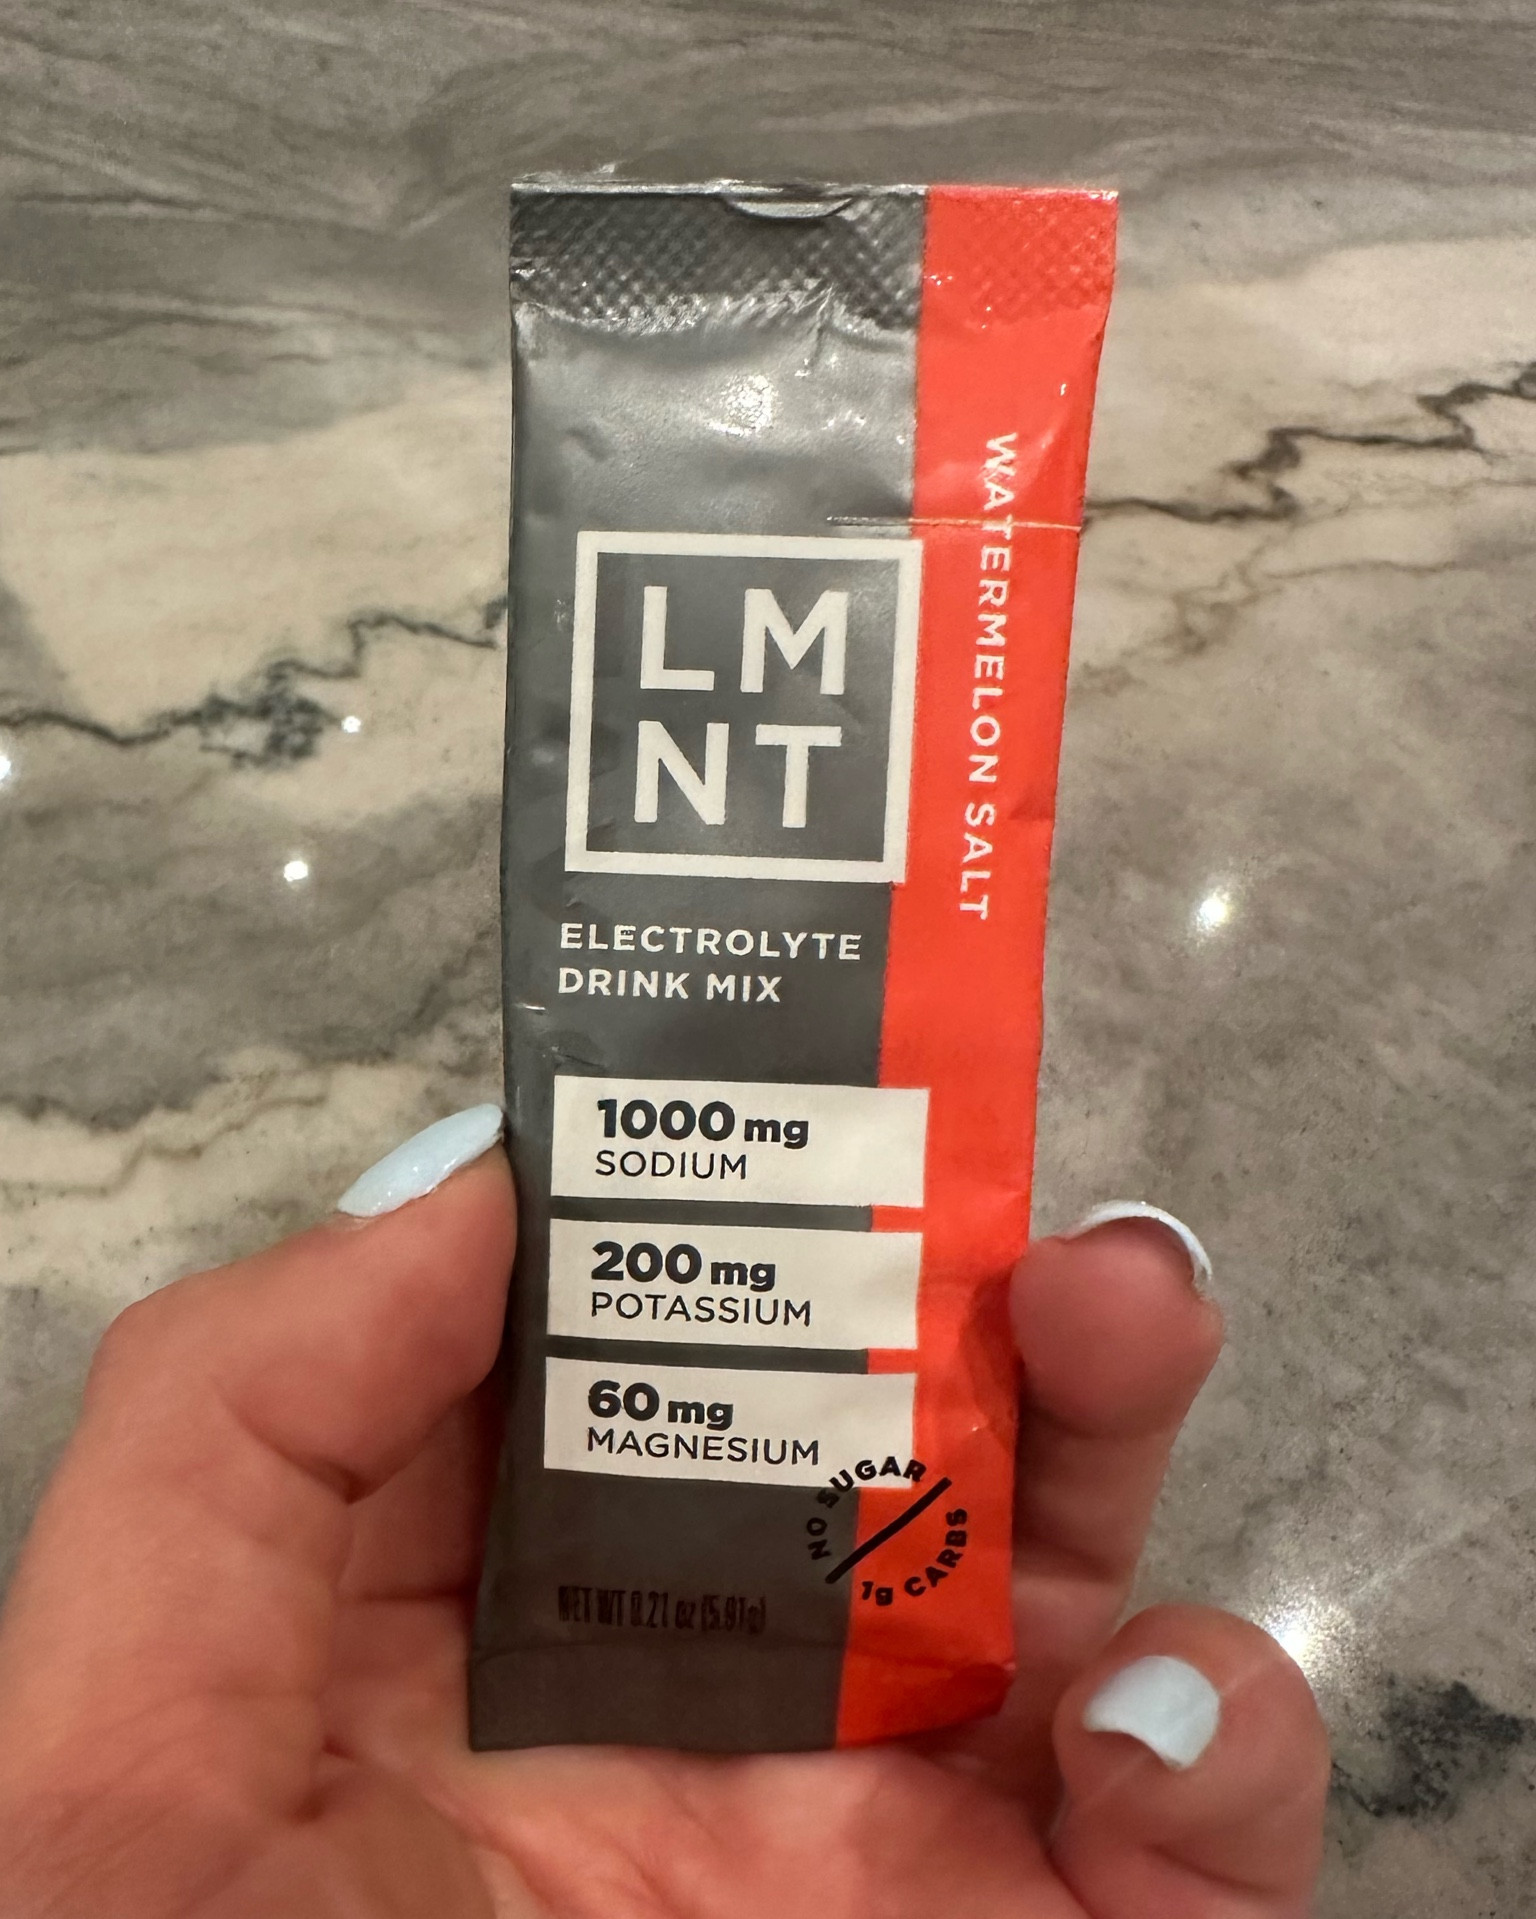 LM
NT
WATERMELON SALT
ELECTROLYTE
DRINK MIX
1000 mg
SODIUM
200 mg
POTASSIUM
60 mg
MAGNESIUM
NO SUGAR
1g CARBS
NET WT 0.21 oz (5.91g)